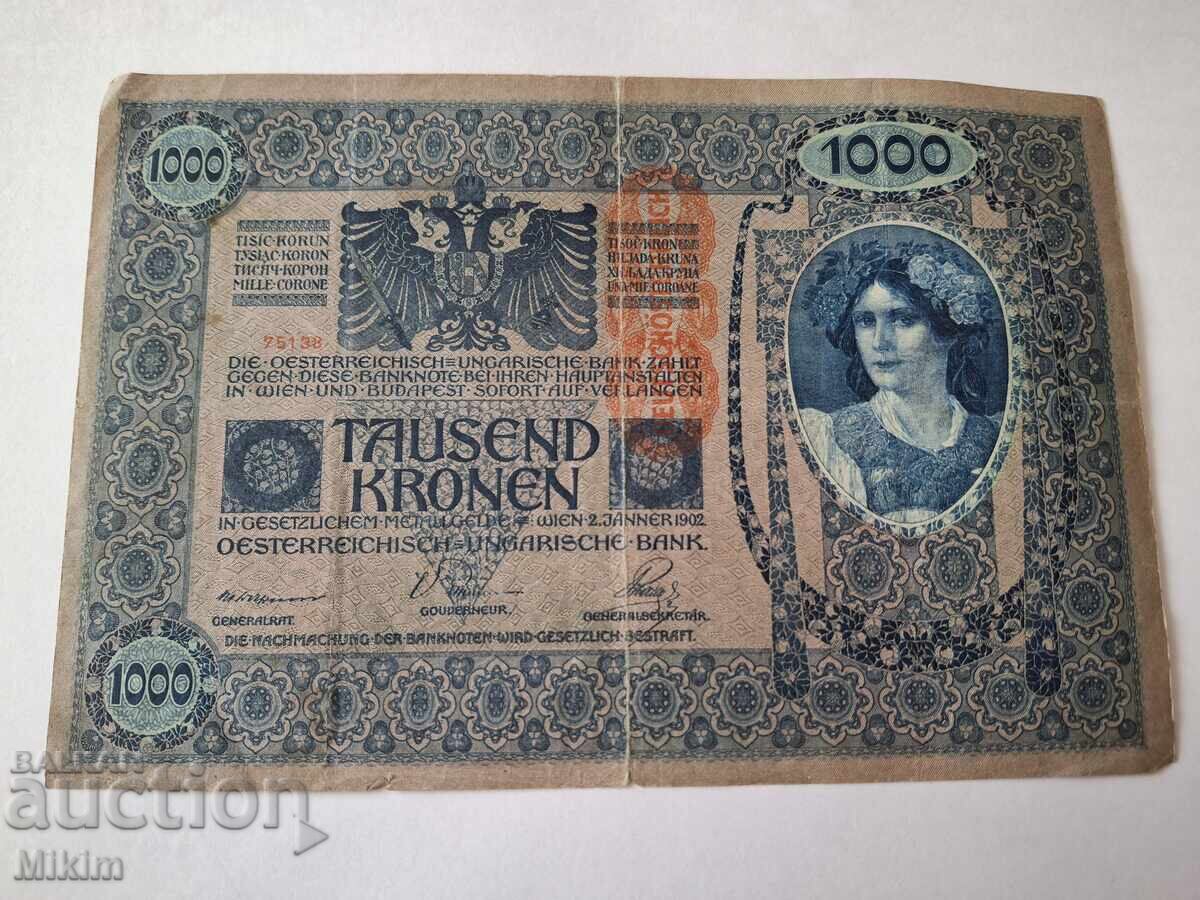 1000
1000
TISÍC·KORUN
TYSIĄC·KORON
ТИСЯЧ·КОРОН
MILLE·CORONE
TISOČ·KRON
HILJADA·KRUNA
ХИЉАДА·КРУНА
UNA·MIE·COROANE
75138
DIE·OESTERREICHISCH=UNGARISCHE·BANK·ZAHLT
GEGEN·DIESE·BANKNOTE·BEI·IHREN·HAUPTANSTALTEN
IN·WIEN·UND·BUDAPEST·SOFORT·AUF·VERLANGEN
TAUSEND
KRONEN
IN·GESETZLICHEM·METALLGELDE=WIEN·2.JÄNNER·1902
OESTERREICHISCH=UNGARISCHE·BANK.
GENERALRAT.
GOUVERNEUR.
GENERALSEKRETÄR.
DIE·NACHMACHUNG·DER·BANKNOTEN·WIRD·GESETZLICH·BESTRAFT.
1000
BALKAN
auction
Mikim